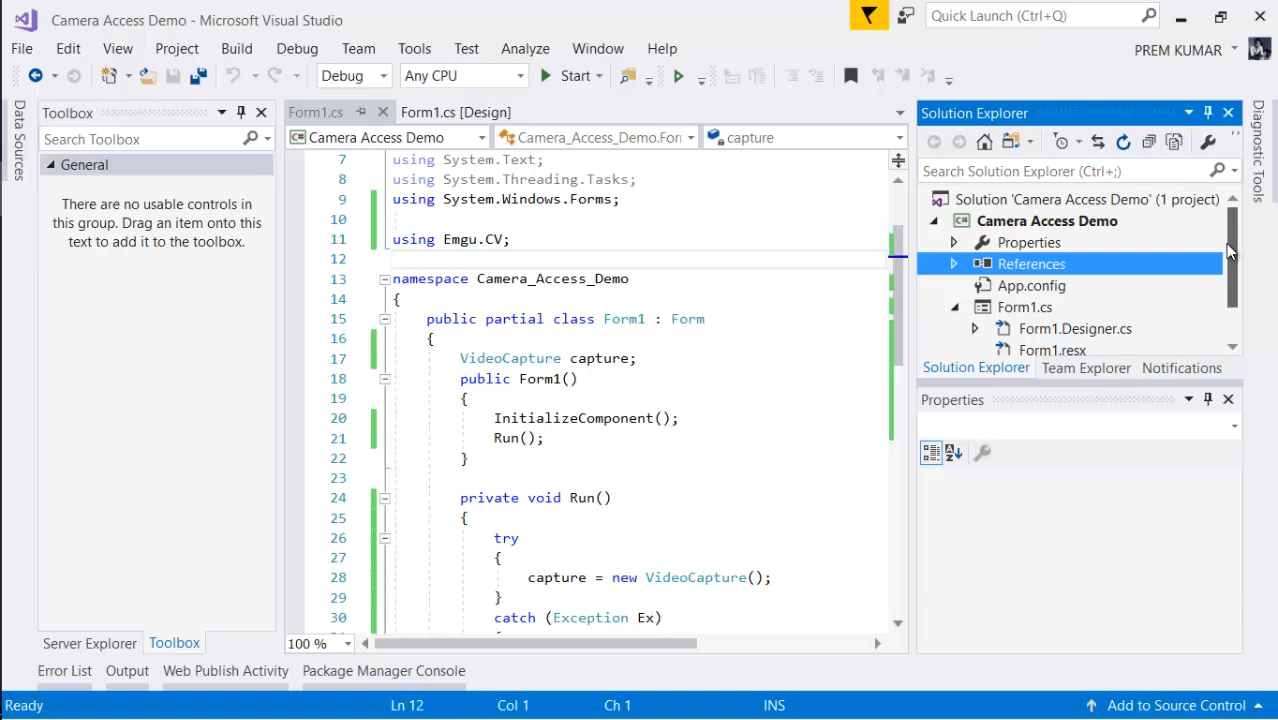 Camera Access Demo - Microsoft Visual Studio
Quick Launch (Ctrl+Q)
File Edit View Project Build Debug Team Tools Test Analyze Window Help
PREM KUMAR
Debug Any CPU Start
Data Sources
Toolbox
Search Toolbox
General
There are no usable controls in
this group. Drag an item onto this
text to add it to the toolbox.
Server Explorer Toolbox
Form1.cs Form1.cs [Design]
Camera Access Demo Camera_Access_Demo.For capture
7 using System.Text;
8 using System.Threading.Tasks;
9 using System.Windows.Forms;
10
11 using Emgu.CV;
12
13 namespace Camera_Access_Demo
14 {
15 public partial class Form1 : Form
16 {
17 VideoCapture capture;
18 public Form1()
19 {
20 InitializeComponent();
21 Run();
22 }
23
24 private void Run()
25 {
26 try
27 {
28 capture = new VideoCapture();
29 }
30 catch (Exception Ex)
100 %
Solution Explorer
Search Solution Explorer (Ctrl+;)
Solution 'Camera Access Demo' (1 project)
Camera Access Demo
Properties
References
App.config
Form1.cs
Form1.Designer.cs
Form1.resx
Solution Explorer Team Explorer Notifications
Properties
Diagnostic Tools
Error List Output Web Publish Activity Package Manager Console
Ready Ln 12 Col 1 Ch 1 INS Add to Source Control